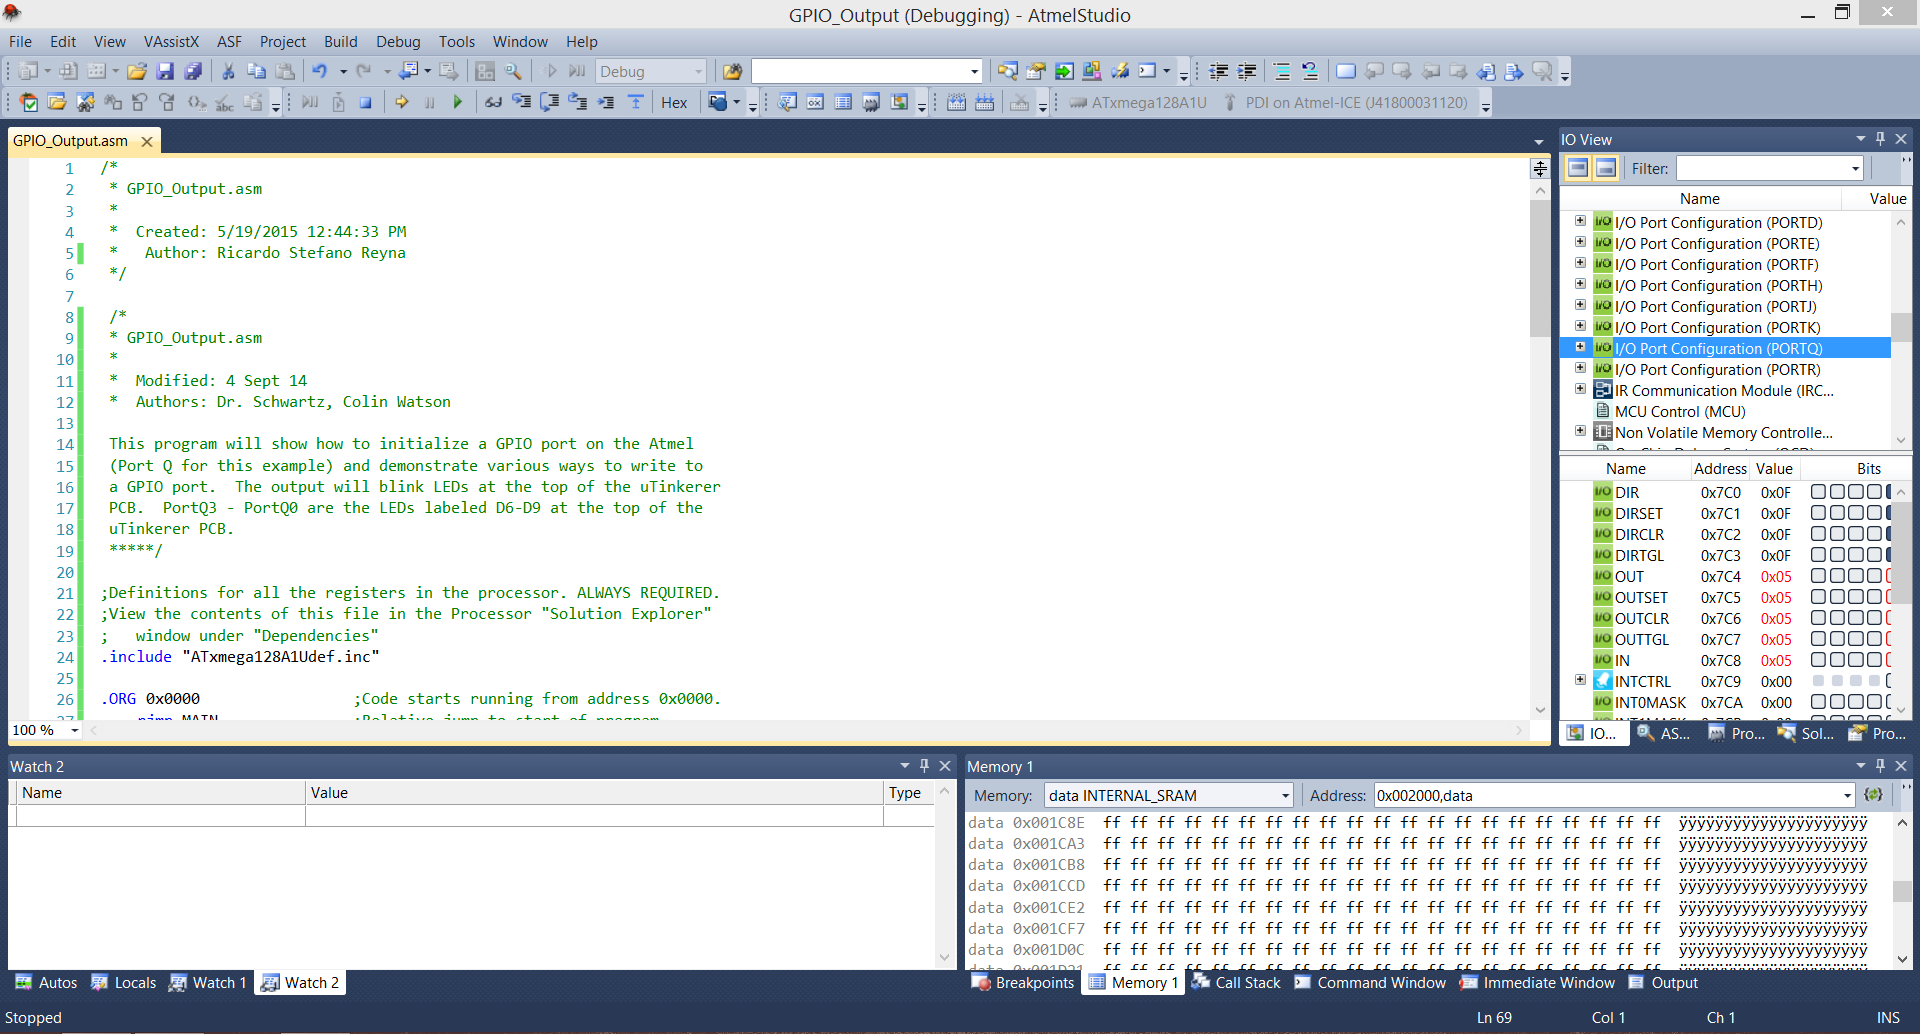 GPIO_Output (Debugging) - AtmelStudio
File Edit View VAssistX ASF Project Build Debug Tools Window Help
Debug
Hex ATxmega128A1U PDI on Atmel-ICE (J41800031120)
GPIO_Output.asm
1 /*
2 * GPIO_Output.asm
3 *
4 * Created: 5/19/2015 12:44:33 PM
5 * Author: Ricardo Stefano Reyna
6 */
7
8 /*
9 * GPIO_Output.asm
10 *
11 * Modified: 4 Sept 14
12 * Authors: Dr. Schwartz, Colin Watson
13
14 This program will show how to initialize a GPIO port on the Atmel
15 (Port Q for this example) and demonstrate various ways to write to
16 a GPIO port. The output will blink LEDs at the top of the uTinkerer
17 PCB. PortQ3 - PortQ0 are the LEDs labeled D6-D9 at the top of the
18 uTinkerer PCB.
19 *****/
20
21 ;Definitions for all the registers in the processor. ALWAYS REQUIRED.
22 ;View the contents of this file in the Processor "Solution Explorer"
23 ; window under "Dependencies"
24 .include "ATxmega128A1Udef.inc"
25
26 .ORG 0x0000 ;Code starts running from address 0x0000.
27 rjmp MAIN ;Relative jump to start of program.
100 %
IO View
Filter:
Name Value
I/O Port Configuration (PORTD)
I/O Port Configuration (PORTE)
I/O Port Configuration (PORTF)
I/O Port Configuration (PORTH)
I/O Port Configuration (PORTJ)
I/O Port Configuration (PORTK)
I/O Port Configuration (PORTQ)
I/O Port Configuration (PORTR)
IR Communication Module (IRC...
MCU Control (MCU)
Non Volatile Memory Controlle...
Name Address Value Bits
DIR 0x7C0 0x0F
DIRSET 0x7C1 0x0F
DIRCLR 0x7C2 0x0F
DIRTGL 0x7C3 0x0F
OUT 0x7C4 0x05
OUTSET 0x7C5 0x05
OUTCLR 0x7C6 0x05
OUTTGL 0x7C7 0x05
IN 0x7C8 0x05
INTCTRL 0x7C9 0x00
INT0MASK 0x7CA 0x00
INT1MASK 0x7CB 0x00
IO... AS... Pro... Sol... Pro...
Watch 2
Name Value Type
Autos Locals Watch 1 Watch 2
Memory 1
Memory: data INTERNAL_SRAM Address: 0x002000,data
data 0x001C8E ff ff ff ff ff ff ff ff ff ff ff ff ff ff ff ff ff ff ff ff ff ÿÿÿÿÿÿÿÿÿÿÿÿÿÿÿÿÿÿÿÿÿ
data 0x001CA3 ff ff ff ff ff ff ff ff ff ff ff ff ff ff ff ff ff ff ff ff ff ÿÿÿÿÿÿÿÿÿÿÿÿÿÿÿÿÿÿÿÿÿ
data 0x001CB8 ff ff ff ff ff ff ff ff ff ff ff ff ff ff ff ff ff ff ff ff ff ÿÿÿÿÿÿÿÿÿÿÿÿÿÿÿÿÿÿÿÿÿ
data 0x001CCD ff ff ff ff ff ff ff ff ff ff ff ff ff ff ff ff ff ff ff ff ff ÿÿÿÿÿÿÿÿÿÿÿÿÿÿÿÿÿÿÿÿÿ
data 0x001CE2 ff ff ff ff ff ff ff ff ff ff ff ff ff ff ff ff ff ff ff ff ff ÿÿÿÿÿÿÿÿÿÿÿÿÿÿÿÿÿÿÿÿÿ
data 0x001CF7 ff ff ff ff ff ff ff ff ff ff ff ff ff ff ff ff ff ff ff ff ff ÿÿÿÿÿÿÿÿÿÿÿÿÿÿÿÿÿÿÿÿÿ
data 0x001D0C ff ff ff ff ff ff ff ff ff ff ff ff ff ff ff ff ff ff ff ff ff ÿÿÿÿÿÿÿÿÿÿÿÿÿÿÿÿÿÿÿÿÿ
Breakpoints Memory 1 Call Stack Command Window Immediate Window Output
Stopped Ln 69 Col 1 Ch 1 INS